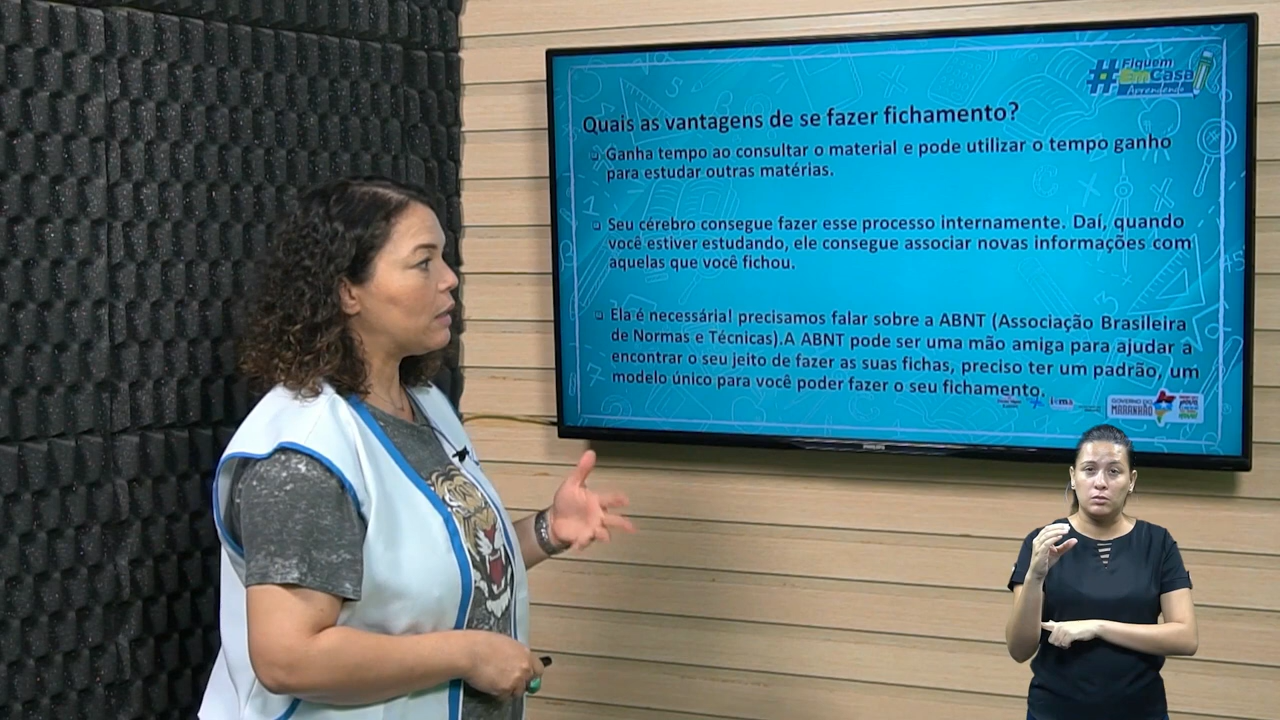 #Fiquem
EmCasa
Aprendendo
Quais as vantagens de se fazer fichamento?
Ganha tempo ao consultar o material e pode utilizar o tempo ganho
para estudar outras matérias.
Seu cérebro consegue fazer esse processo internamente. Daí, quando
você estiver estudando, ele consegue associar novas informações com
aquelas que você fichou.
Ela é necessária! precisamos falar sobre a ABNT (Associação Brasileira
de Normas e Técnicas).A ABNT pode ser uma mão amiga para ajudar a
encontrar o seu jeito de fazer as suas fichas, preciso ter um padrão, um
modelo único para você poder fazer o seu fichamento.
GOVERNO DO
MARANHÃO
PHILIPS